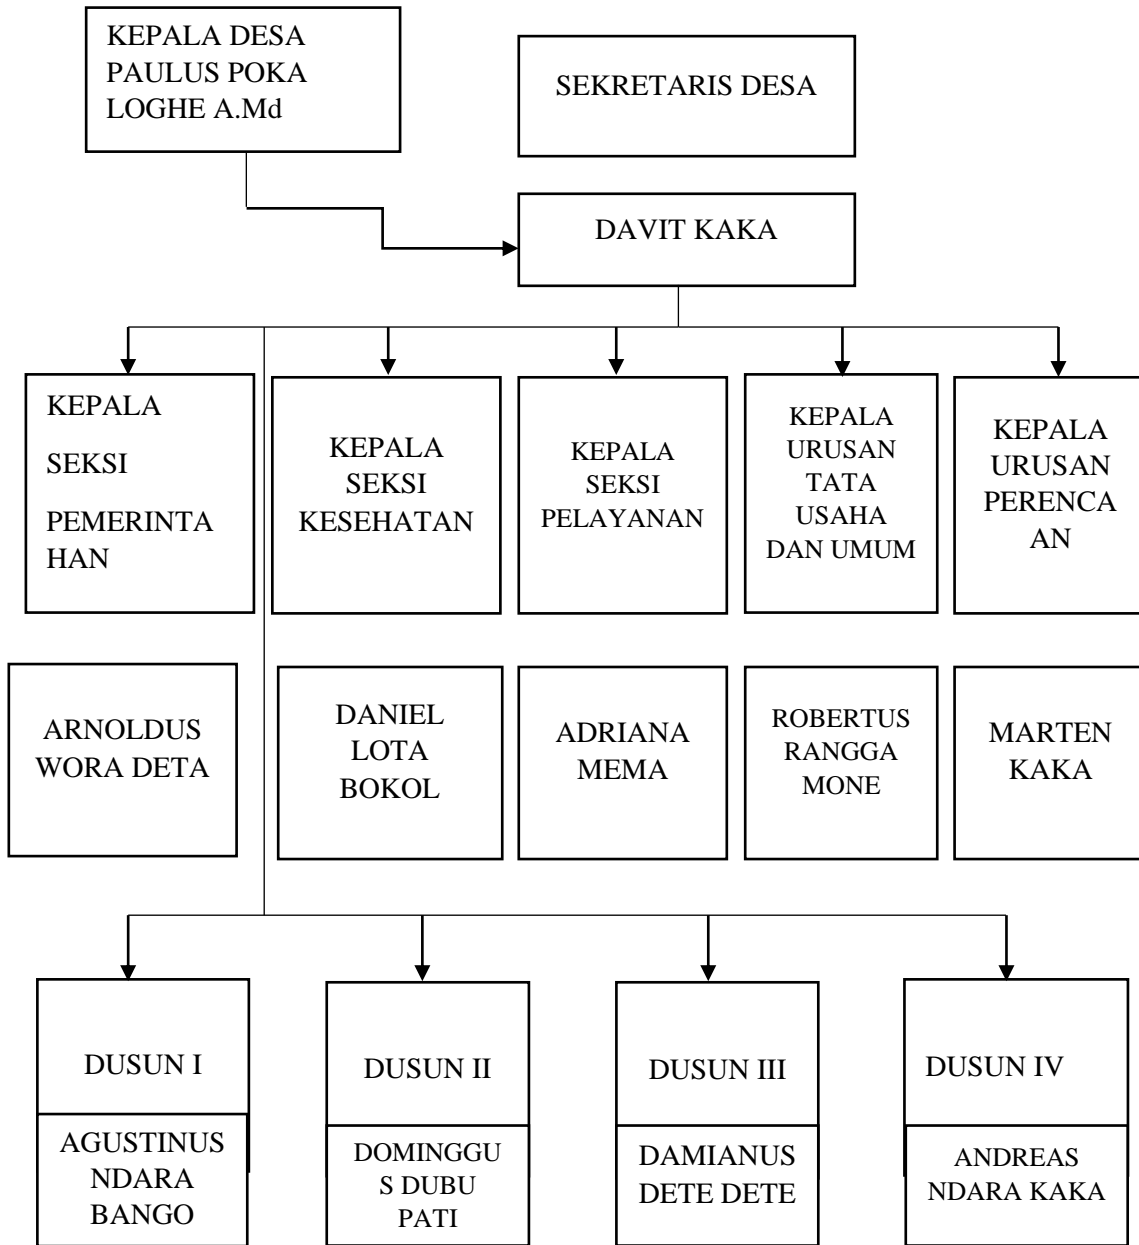 KEPALA DESA
PAULUS POKA
LOGHE A.Md
SEKRETARIS DESA
DAVIT KAKA
KEPALA
SEKSI
PEMERINTA
HAN
KEPALA
SEKSI
KESEHATAN
KEPALA
SEKSI
PELAYANAN
KEPALA
URUSAN
TATA
USAHA
DAN UMUM
KEPALA
URUSAN
PERENCA
AN
ARNOLDUS
WORA DETA
DANIEL
LOTA
BOKOL
ADRIANA
MEMA
ROBERTUS
RANGGA
MONE
MARTEN
KAKA
DUSUN I
AGUSTINUS
NDARA
BANGO
DUSUN II
DOMINGGU
S DUBU
PATI
DUSUN III
DAMIANUS
DETE DETE
DUSUN IV
ANDREAS
NDARA KAKA